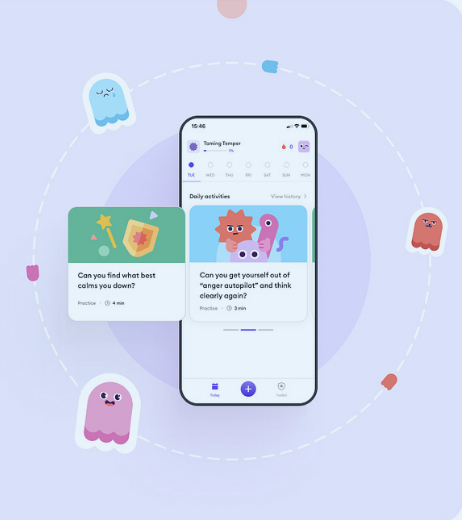 15:46
Taming Temper
1%
0
TUE WED THU FRI SAT SUN MON
Daily activities
View history
Can you find what best
calms you down?
Practice
4 min
Can you get yourself out of
“anger autopilot” and think
clearly again?
Practice
3 min
Today